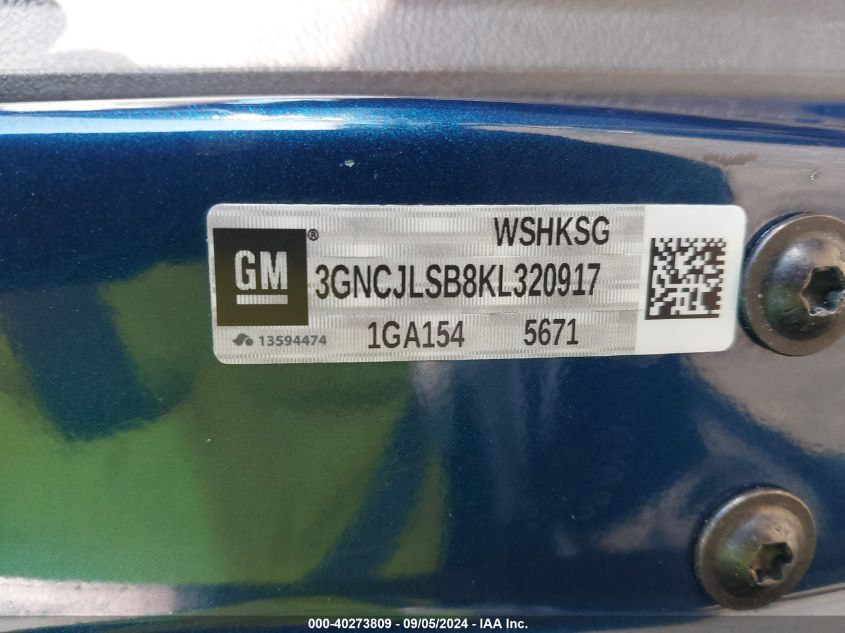 WSHKSG
GM ®
3GNCJLSB8KL320917
13594474
1GA154 5671
000-40273809 - 09/05/2024 - IAA Inc.